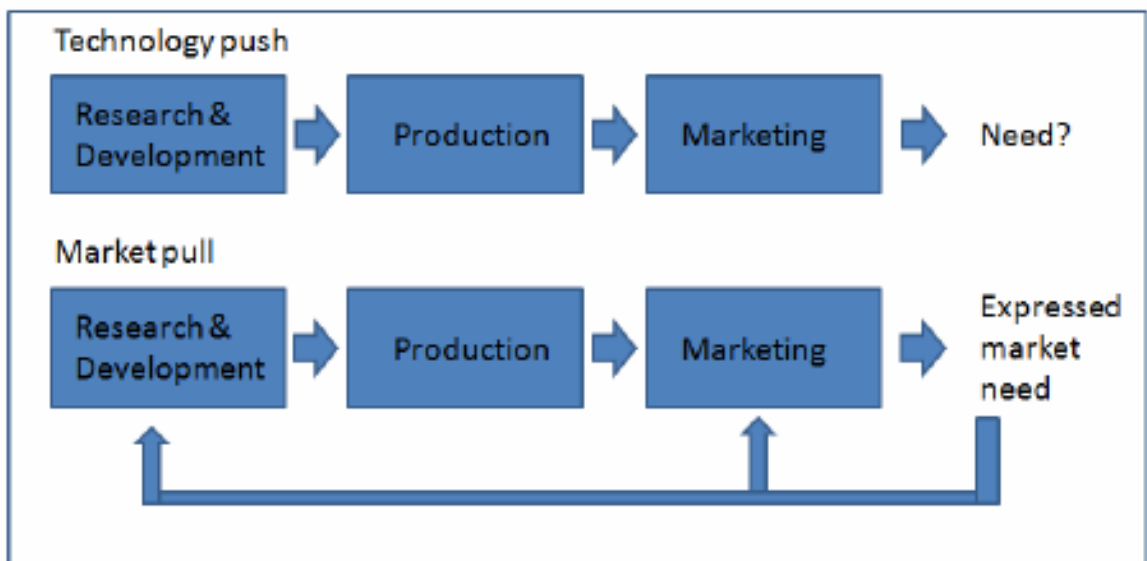 Technology push
Research &
Development
Production
Marketing
Need?
Market pull
Research &
Development
Production
Marketing
Expressed
market
need